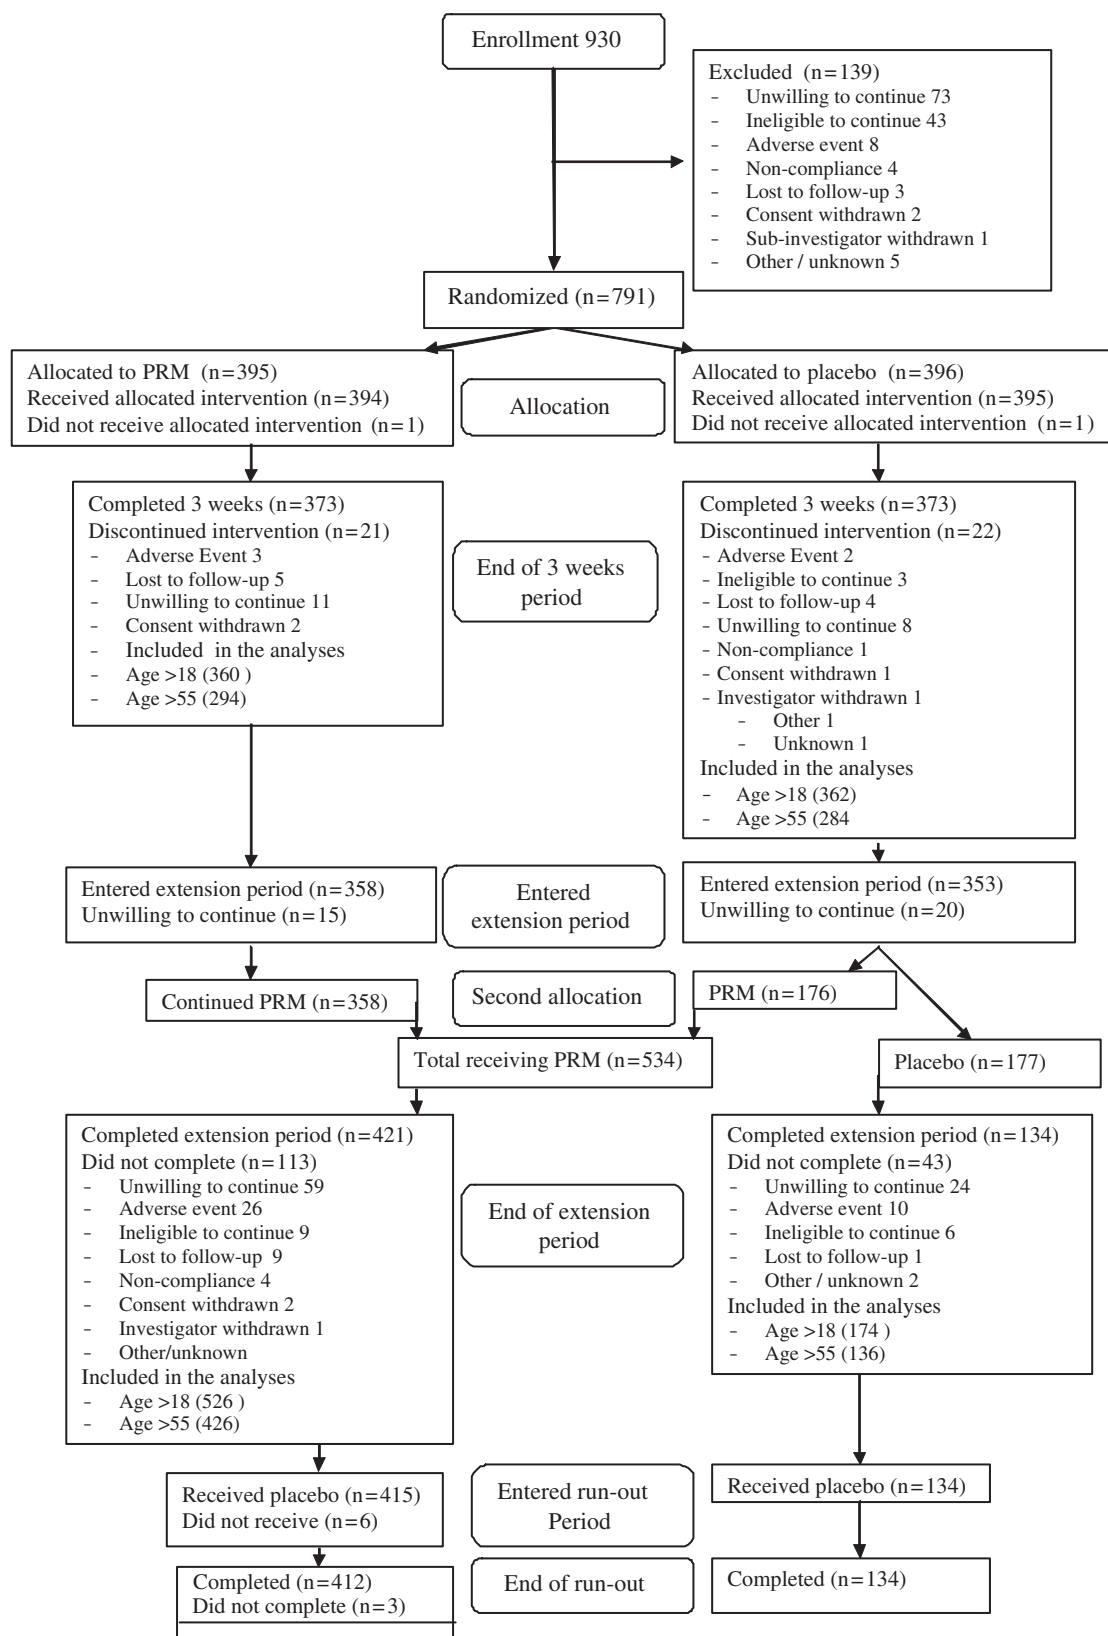 Enrollment 930
Excluded (n=139)
- Unwilling to continue 73
- Ineligible to continue 43
- Adverse event 8
- Non-compliance 4
- Lost to follow-up 3
- Consent withdrawn 2
- Sub-investigator withdrawn 1
- Other / unknown 5
Randomized (n=791)
Allocated to PRM (n=395)
Received allocated intervention (n=394)
Did not receive allocated intervention (n=1)
Allocation
Allocated to placebo (n=396)
Received allocated intervention (n=395)
Did not receive allocated intervention (n=1)
Completed 3 weeks (n=373)
Discontinued intervention (n=21)
- Adverse Event 3
- Lost to follow-up 5
- Unwilling to continue 11
- Consent withdrawn 2
- Included in the analyses
- Age >18 (360 )
- Age >55 (294)
End of 3 weeks
period
Completed 3 weeks (n=373)
Discontinued intervention (n=22)
- Adverse Event 2
- Ineligible to continue 3
- Lost to follow-up 4
- Unwilling to continue 8
- Non-compliance 1
- Consent withdrawn 1
- Investigator withdrawn 1
- Other 1
- Unknown 1
Included in the analyses
- Age >18 (362)
- Age >55 (284
Entered extension period (n=358)
Unwilling to continue (n=15)
Entered
extension period
Entered extension period (n=353)
Unwilling to continue (n=20)
Continued PRM (n=358)
Second allocation
PRM (n=176)
Total receiving PRM (n=534)
Placebo (n=177)
Completed extension period (n=421)
Did not complete (n=113)
- Unwilling to continue 59
- Adverse event 26
- Ineligible to continue 9
- Lost to follow-up 9
- Non-compliance 4
- Consent withdrawn 2
- Investigator withdrawn 1
- Other/unknown
Included in the analyses
- Age >18 (526 )
- Age >55 (426)
End of extension
period
Completed extension period (n=134)
Did not complete (n=43)
- Unwilling to continue 24
- Adverse event 10
- Ineligible to continue 6
- Lost to follow-up 1
- Other / unknown 2
Included in the analyses
- Age >18 (174 )
- Age >55 (136)
Received placebo (n=415)
Did not receive (n=6)
Entered run-out
Period
Received placebo (n=134)
Completed (n=412)
Did not complete (n=3)
End of run-out
Completed (n=134)